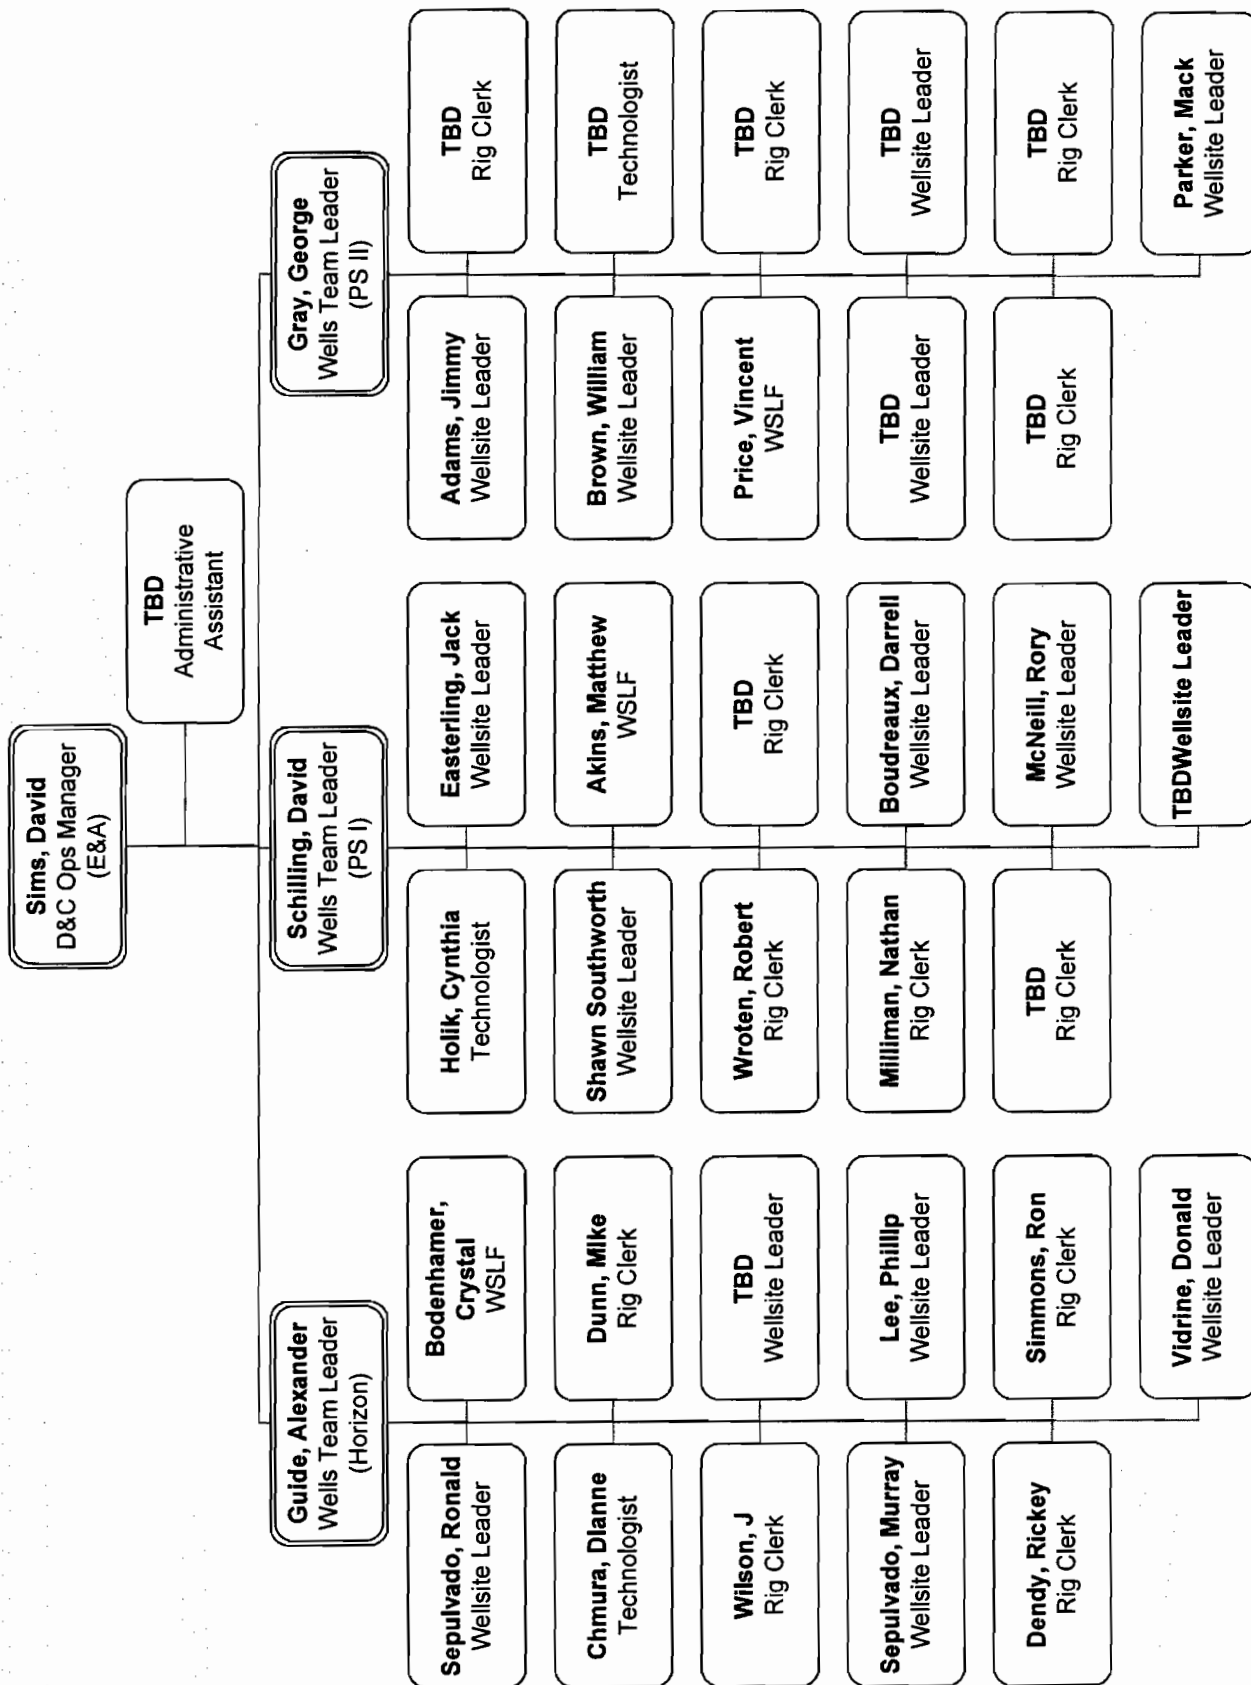 Sims, David
D&C Ops Manager
(E&A)
TBD
Administrative
Assistant
Guide, Alexander
Wells Team Leader
(Horizon)
Sepulvado, Ronald
Wellsite Leader
Bodenhamer,
Crystal
WSLF
Chmura, Dianne
Technologist
Dunn, Mike
Rig Clerk
Wilson, J
Rig Clerk
TBD
Wellsite Leader
Sepulvado, Murray
Wellsite Leader
Lee, Phillip
Wellsite Leader
Dendy, Rickey
Rig Clerk
Simmons, Ron
Rig Clerk
Vidrine, Donald
Wellsite Leader
Schilling, David
Wells Team Leader
(PS I)
Holik, Cynthia
Technologist
Easterling, Jack
Wellsite Leader
Shawn Southworth
Wellsite Leader
Akins, Matthew
WSLF
Wroten, Robert
Rig Clerk
TBD
Rig Clerk
Milliman, Nathan
Rig Clerk
Boudreaux, Darrell
Wellsite Leader
TBD
Rig Clerk
McNeill, Rory
Wellsite Leader
TBDWellsite Leader
Gray, George
Wells Team Leader
(PS II)
Adams, Jimmy
Wellsite Leader
TBD
Rig Clerk
Brown, William
Wellsite Leader
TBD
Technologist
Price, Vincent
WSLF
TBD
Rig Clerk
TBD
Wellsite Leader
TBD
Wellsite Leader
TBD
Rig Clerk
TBD
Rig Clerk
Parker, Mack
Wellsite Leader